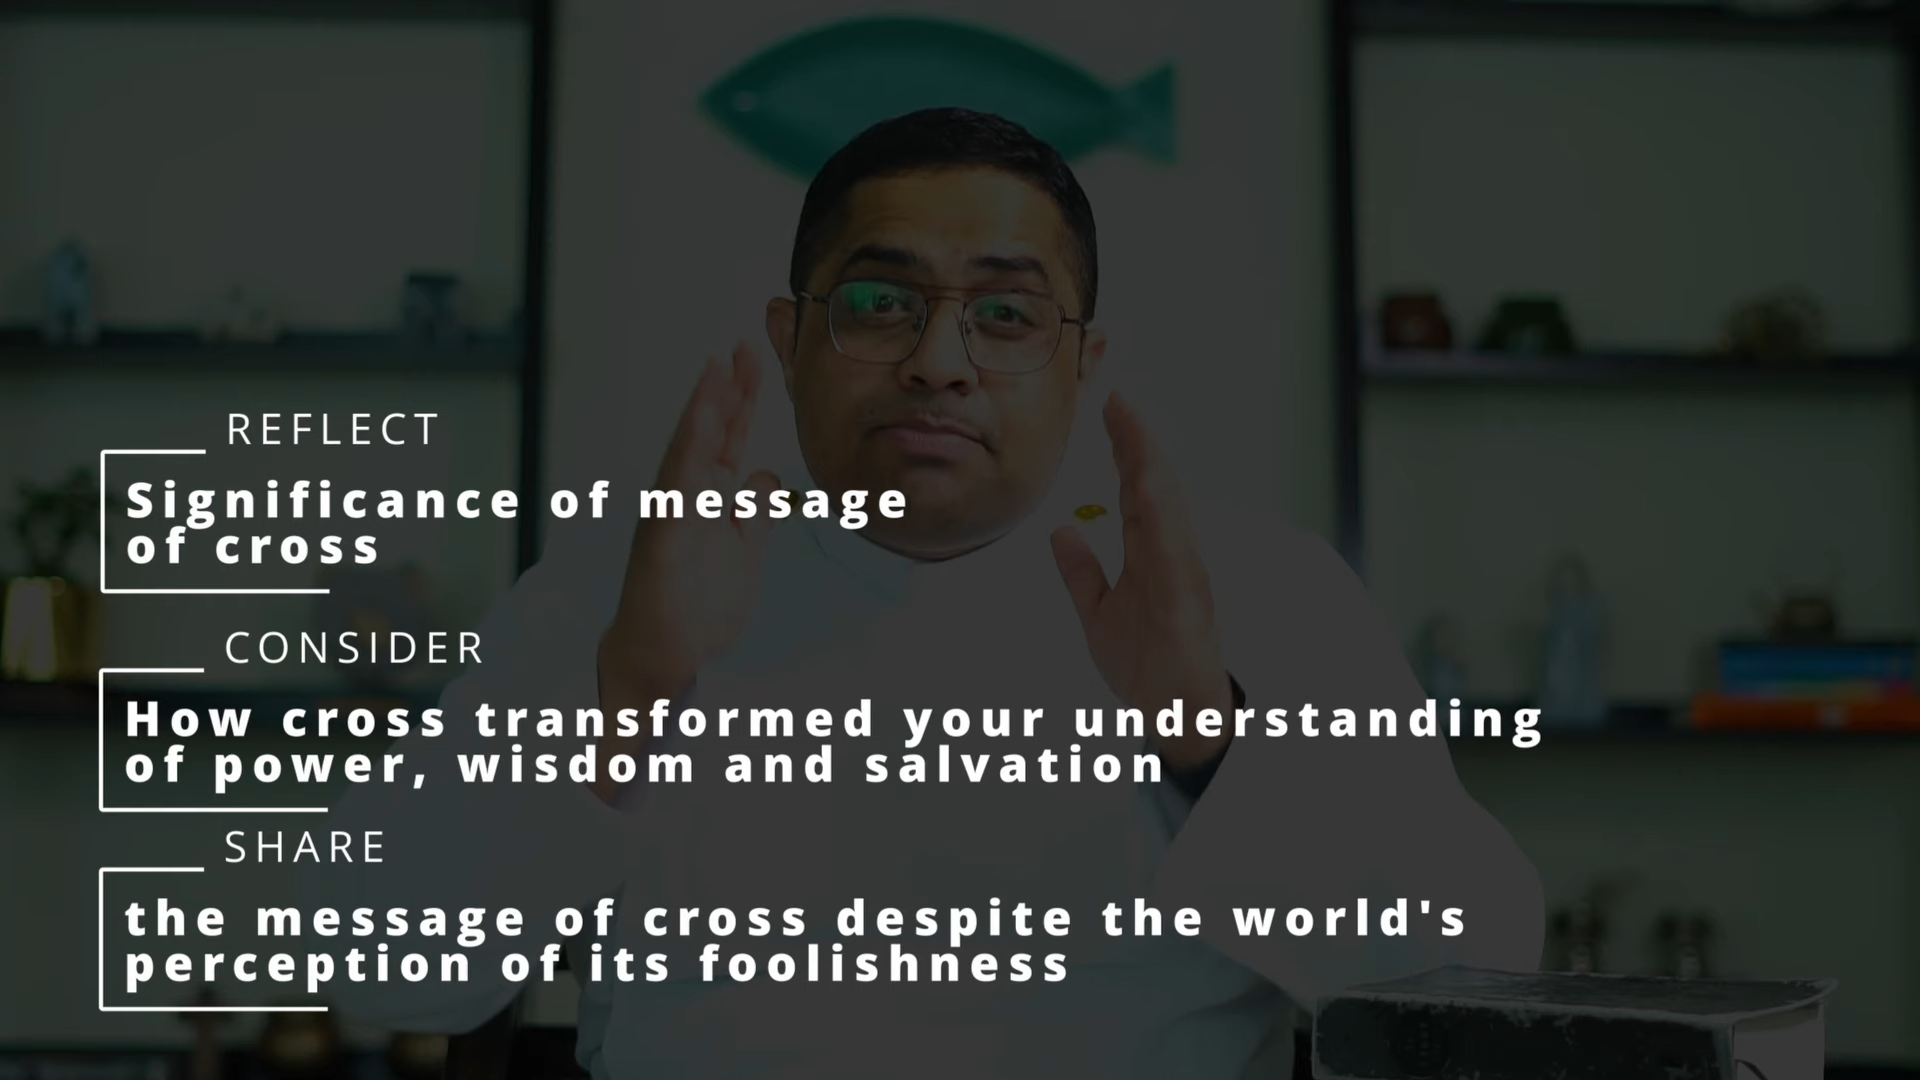 REFLECT
Significance of message
of cross
CONSIDER
How cross transformed your understanding
of power, wisdom and salvation
SHARE
the message of cross despite the world's
perception of its foolishness